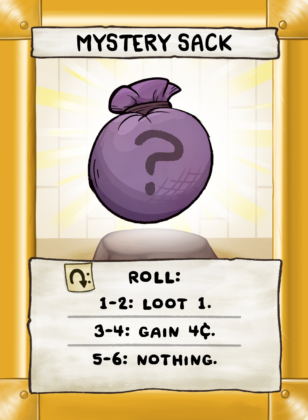 MYSTERY SACK
?
ROLL:
1-2: LOOT 1.
3-4: GAIN 4¢.
5-6: NOTHING.